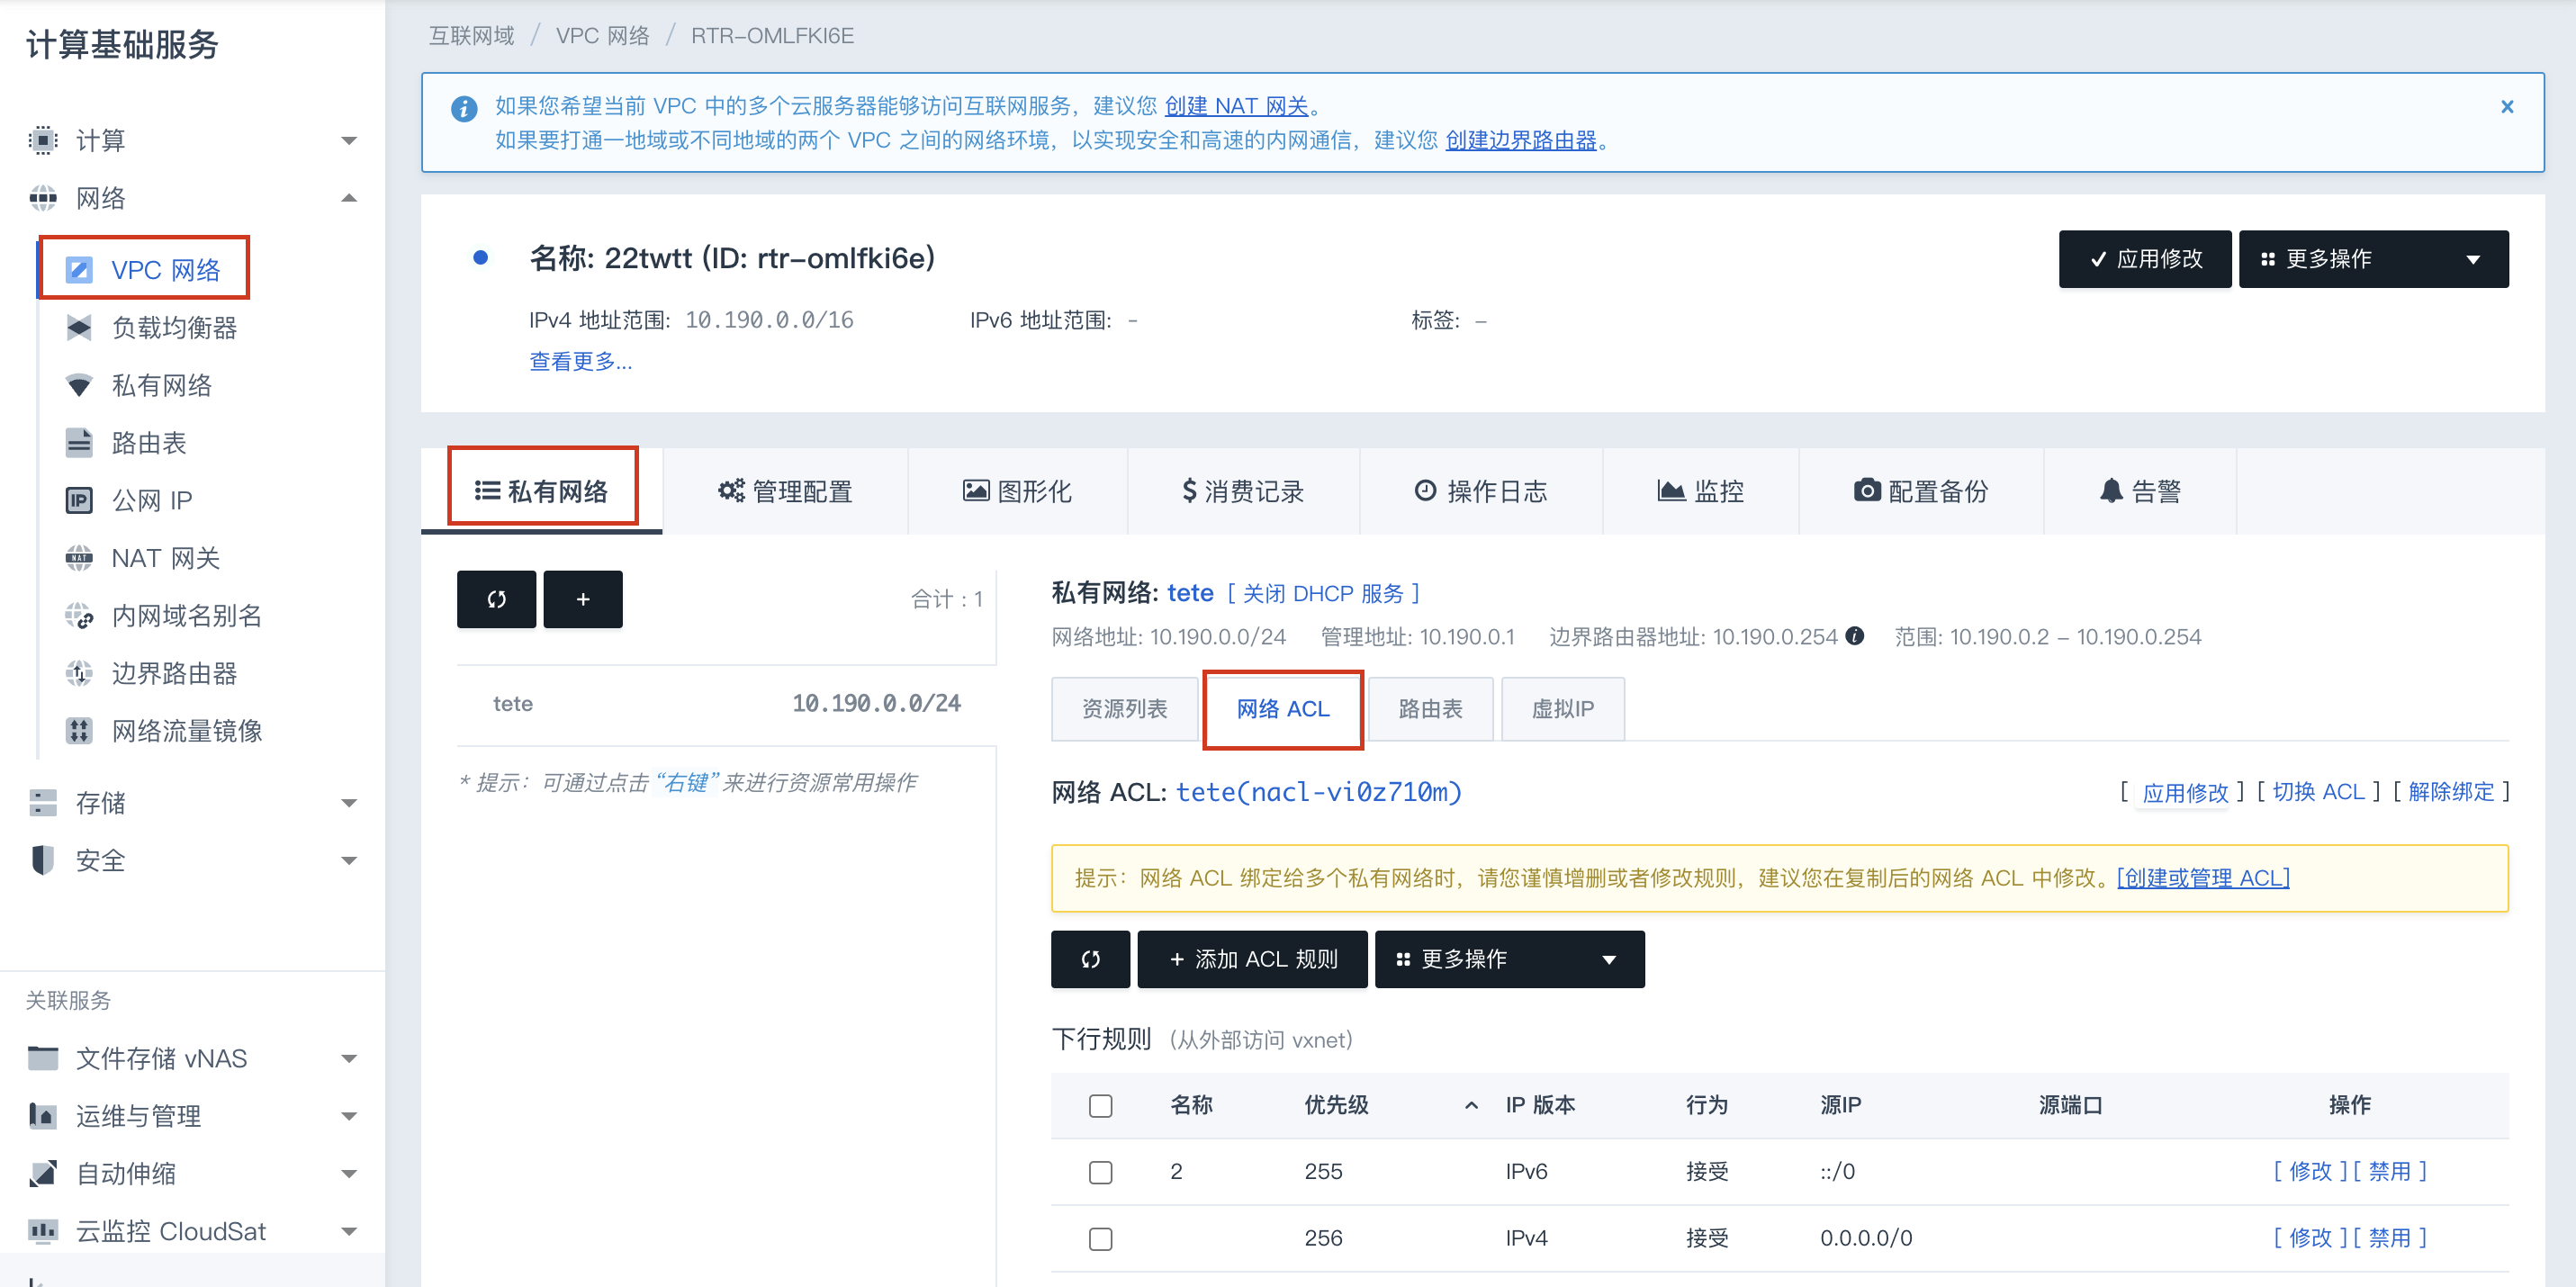 计算基础服务
计算
网络
VPC 网络
负载均衡器
私有网络
路由表
公网 IP
NAT 网关
内网域名别名
边界路由器
网络流量镜像
存储
安全
关联服务
文件存储 vNAS
运维与管理
自动伸缩
云监控 CloudSat
互联网域 / VPC 网络 / RTR-OMLFKI6E
如果您希望当前 VPC 中的多个云服务器能够访问互联网服务，建议您 创建 NAT 网关。
如果要打通一地域或不同地域的两个 VPC 之间的网络环境，以实现安全和高速的内网通信，建议您 创建边界路由器。
名称: 22twtt (ID: rtr-omlfki6e)
应用修改 更多操作
IPv4 地址范围: 10.190.0.0/16 IPv6 地址范围: - 标签: -
查看更多...
私有网络 管理配置 图形化 消费记录 操作日志 监控 配置备份 告警
合计 : 1
tete 10.190.0.0/24
* 提示：可通过点击“右键”来进行资源常用操作
私有网络: tete [ 关闭 DHCP 服务 ]
网络地址: 10.190.0.0/24 管理地址: 10.190.0.1 边界路由器地址: 10.190.0.254 范围: 10.190.0.2 - 10.190.0.254
资源列表 网络 ACL 路由表 虚拟IP
网络 ACL: tete(nacl-vi0z710m) [ 应用修改 ] [ 切换 ACL ] [ 解除绑定 ]
提示：网络 ACL 绑定给多个私有网络时，请您谨慎增删或者修改规则，建议您在复制后的网络 ACL 中修改。[创建或管理 ACL]
+ 添加 ACL 规则 更多操作
下行规则 (从外部访问 vxnet)
名称 优先级 IP 版本 行为 源IP 源端口 操作
2 255 IPv6 接受 ::/0 [ 修改 ] [ 禁用 ]
256 IPv4 接受 0.0.0.0/0 [ 修改 ] [ 禁用 ]